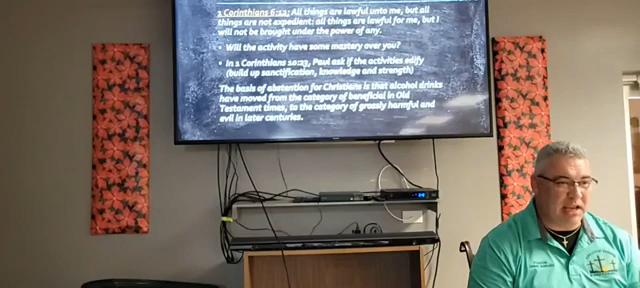 1 Corinthians 6:12; All things are lawful unto me, but all
things are not expedient: all things are lawful for me, but I
will not be brought under the power of any.
• Will the activity have some mastery over you?
• In 1 Corinthians 10:23, Paul ask if the activities edify
(build up sanctification, knowledge and strength)
The basis of abstention for Christians is that alcohol drinks
have moved from the category of beneficial in Old
Testament times, to the category of grossly harmful and
evil in later centuries.